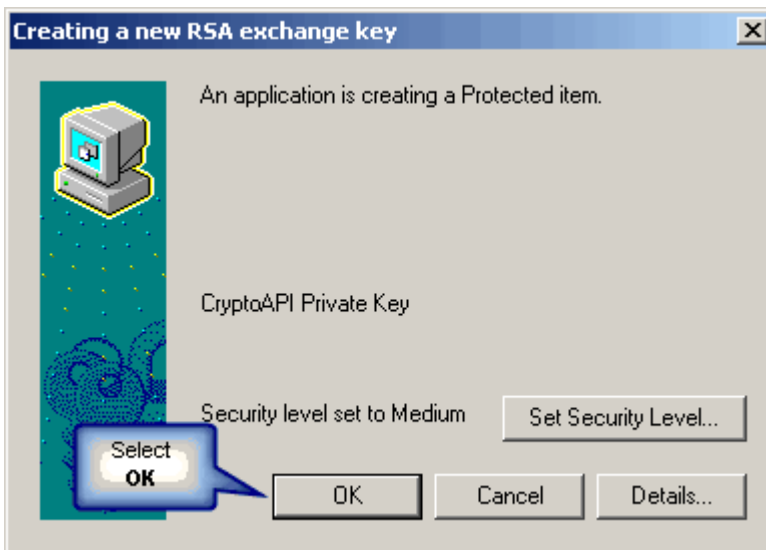 Creating a new RSA exchange key
An application is creating a Protected item.
CryptoAPI Private Key
Security level set to Medium
Set Security Level...
Select
OK
OK
Cancel
Details...